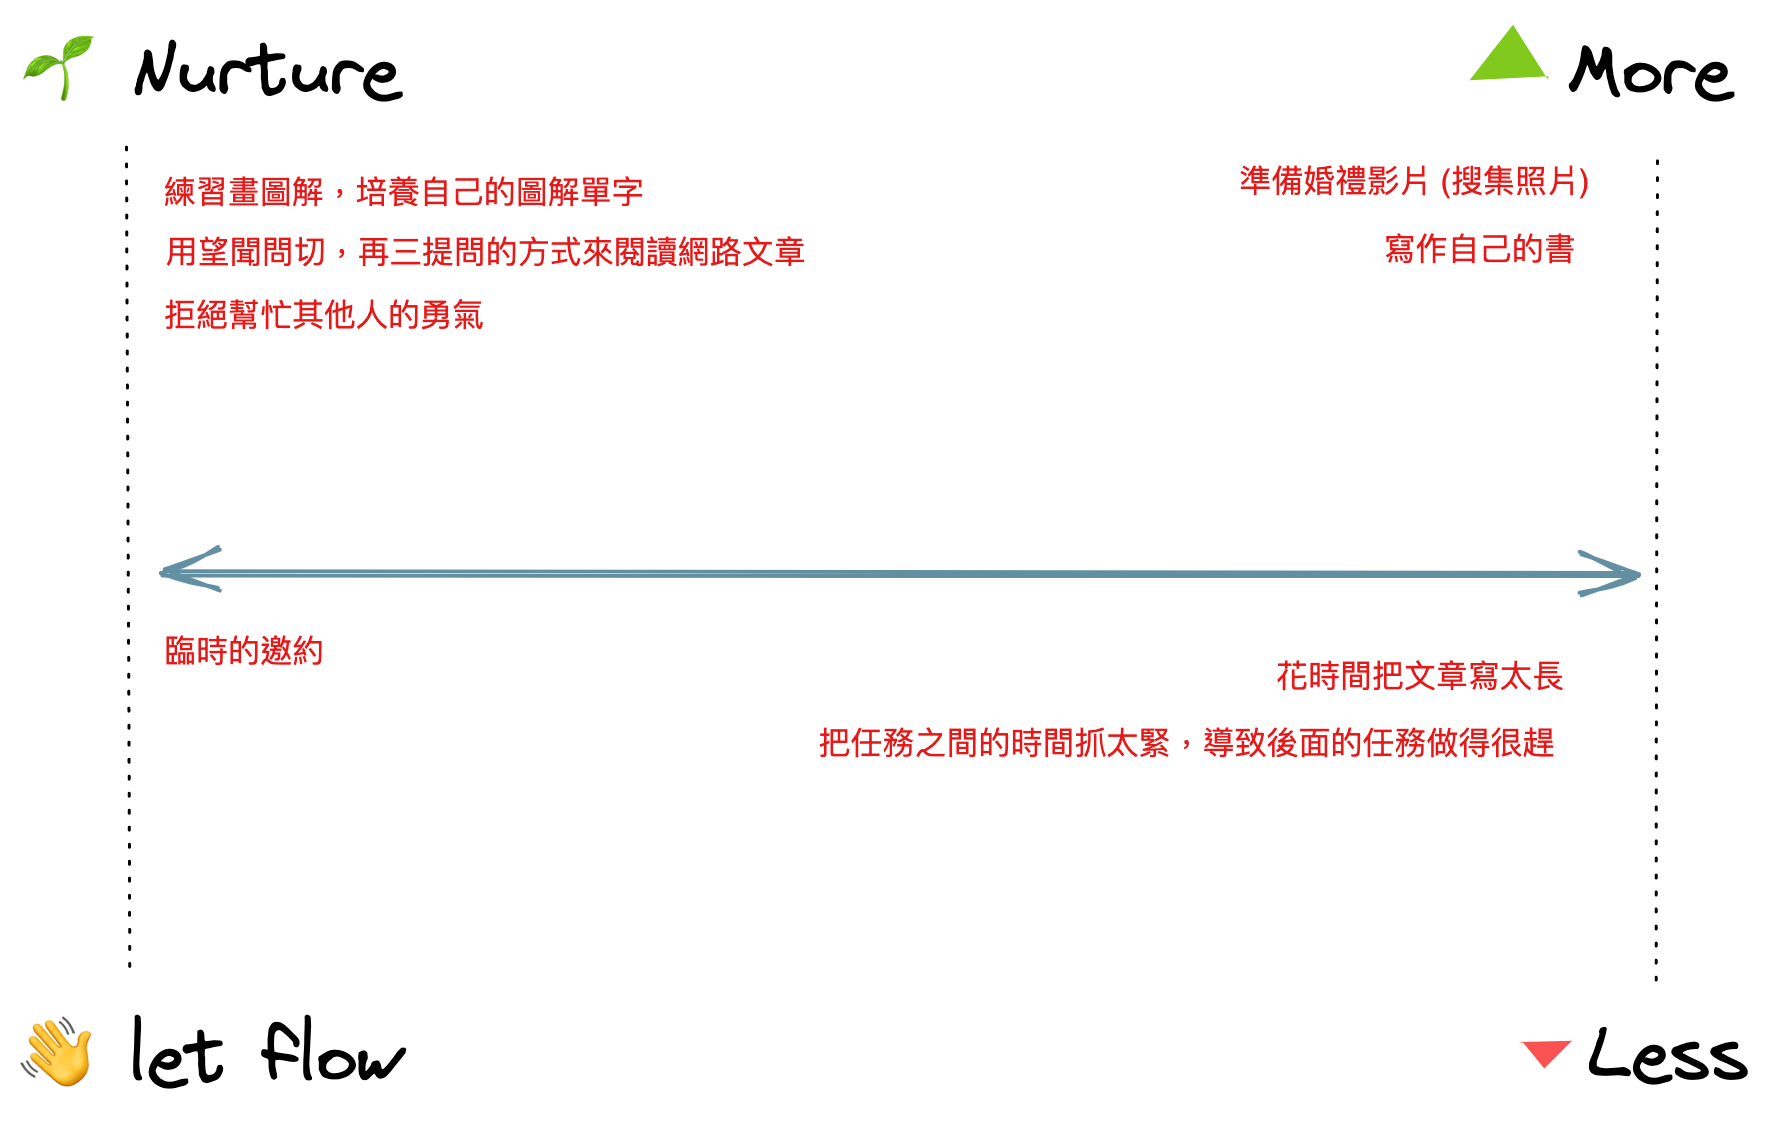 Nurture
More
練習畫圖解，培養自己的圖解單字
用望聞問切，再三提問的方式來閱讀網路文章
拒絕幫忙其他人的勇氣
準備婚禮影片 (搜集照片)
寫作自己的書
臨時的邀約
花時間把文章寫太長
把任務之間的時間抓太緊，導致後面的任務做得很趕
let flow
Less